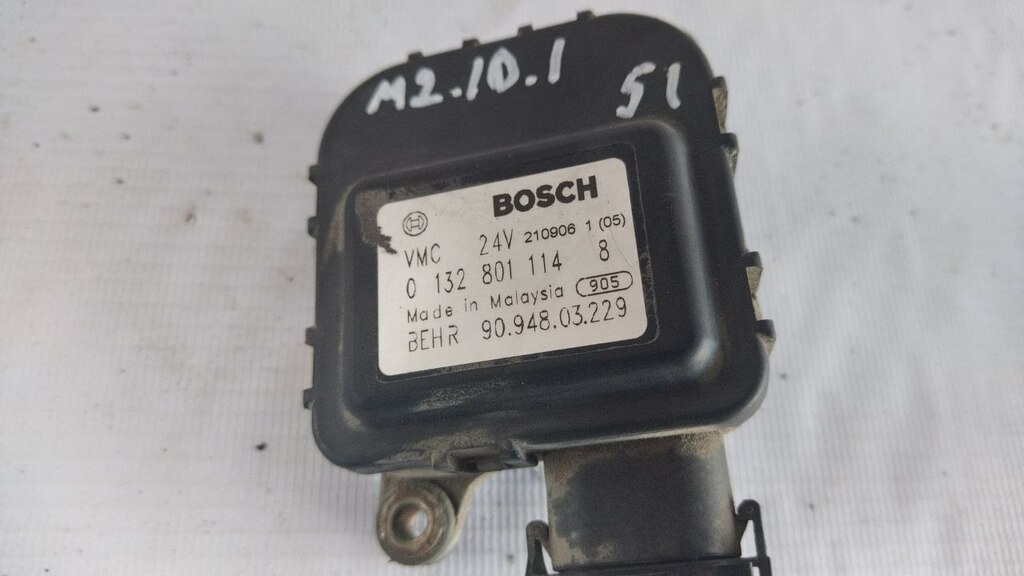 M2.10.1 51
BOSCH
VMC 24V 210906 1 (05)
0 132 801 114 8
Made in Malaysia 905
BEHR 90.948.03.229